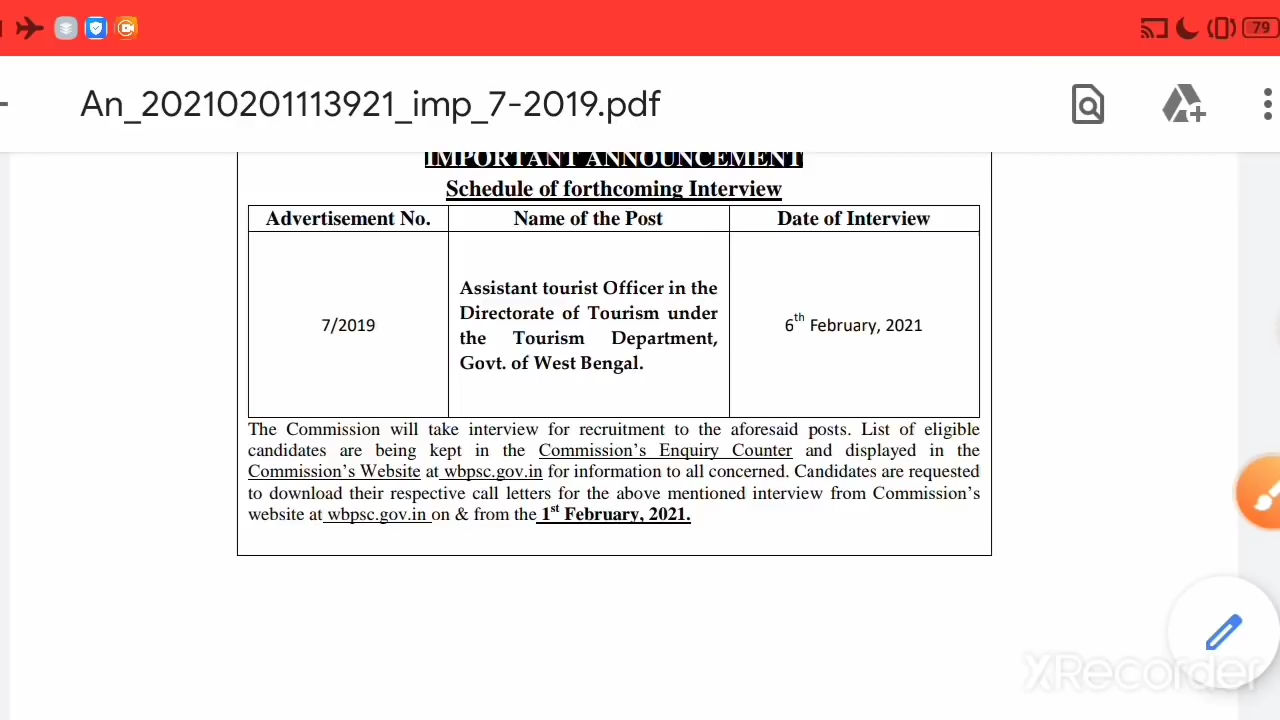 79
An_20210201113921_imp_7-2019.pdf
IMPORTANT ANNOUNCEMENT
Schedule of forthcoming Interview
Advertisement No. Name of the Post Date of Interview
7/2019
Assistant tourist Officer in the
Directorate of Tourism under
the Tourism Department,
Govt. of West Bengal.
6th February, 2021
The Commission will take interview for recruitment to the aforesaid posts. List of eligible
candidates are being kept in the Commission's Enquiry Counter and displayed in the
Commission's Website at wbpsc.gov.in for information to all concerned. Candidates are requested
to download their respective call letters for the above mentioned interview from Commission's
website at wbpsc.gov.in on & from the 1st February, 2021.
XRecorder